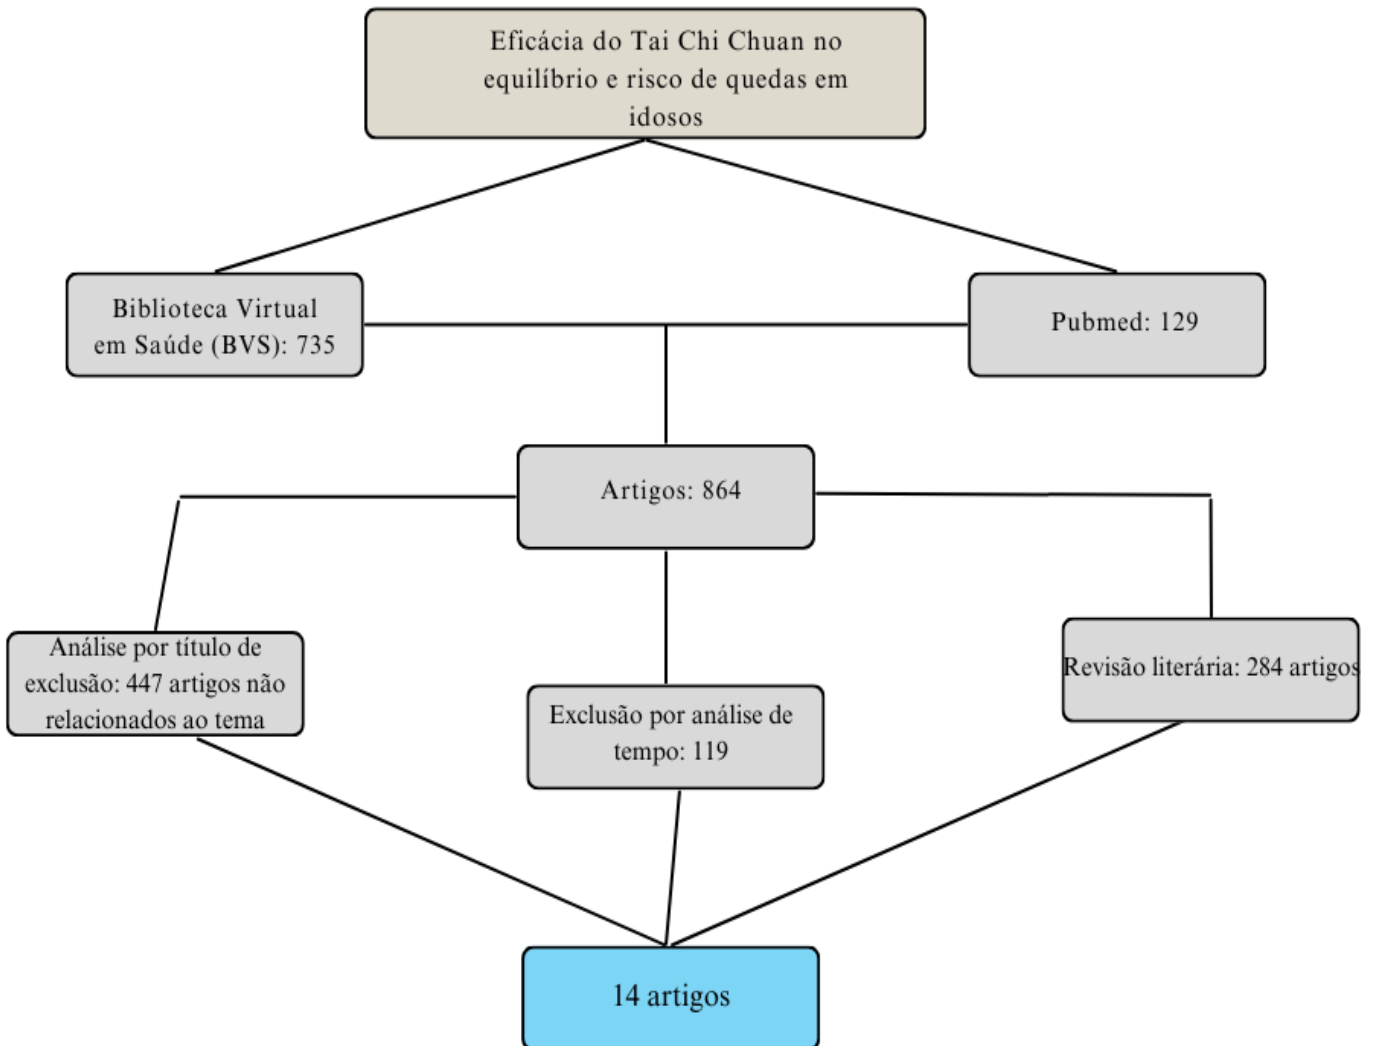 Eficácia do Tai Chi Chuan no
equilíbrio e risco de quedas em
idosos
Biblioteca Virtual
em Saúde (BVS): 735
Pubmed: 129
Artigos: 864
Análise por título de
exclusão: 447 artigos não
relacionados ao tema
Exclusão por análise de
tempo: 119
Revisão literária: 284 artigos
14 artigos